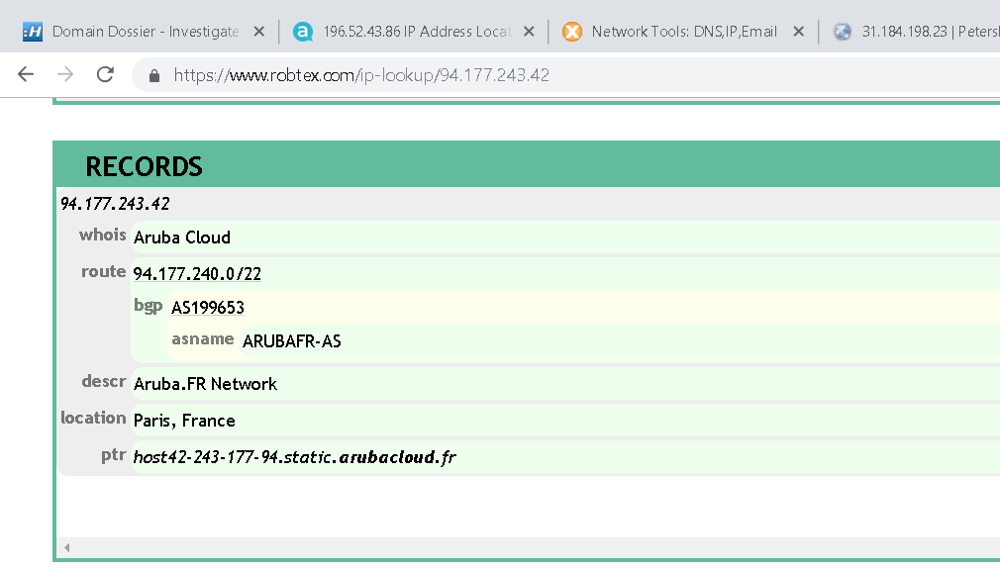 Domain Dossier - Investigate
196.52.43.86 IP Address Locat
Network Tools: DNS,IP,Email
31.184.198.23 | Petersl
https://www.robtex.com/ip-lookup/94.177.243.42
RECORDS
94.177.243.42
whois Aruba Cloud
route 94.177.240.0/22
bgp AS199653
asname ARUBAFR-AS
descr Aruba.FR Network
location Paris, France
ptr host42-243-177-94.static.arubacloud.fr